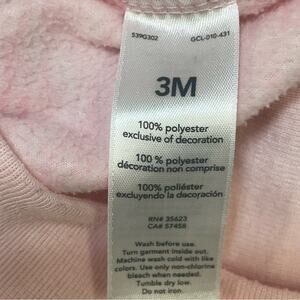 539G302 GCL-010-431
3M
100% polyester
exclusive of decoration
100 % polyester
décoration non comprise
100% poliéster
excluyendo la decoración
RN# 35623
CA# 57458
Wash before use.
Turn garment inside out.
Machine wash cold with like
colors. Use only non-chlorine
bleach when needed.
Tumble dry low.
Do not iron.